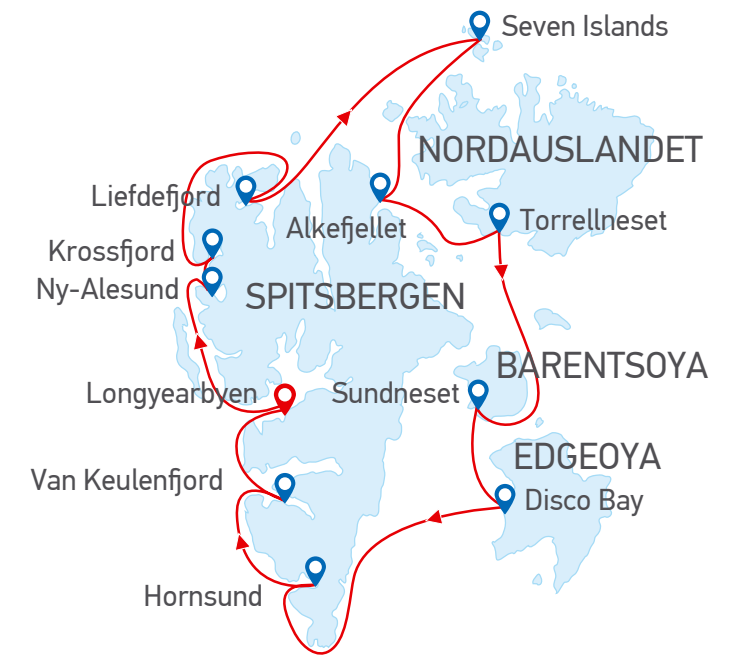 Seven Islands
NORDAUSLANDET
Liefdefjord
Alkefjellet
Torrellneset
Krossfjord
Ny-Alesund
SPITSBERGEN
BARENTSOYA
Longyearbyen
Sundneset
EDGEOYA
Van Keulenfjord
Disco Bay
Hornsund